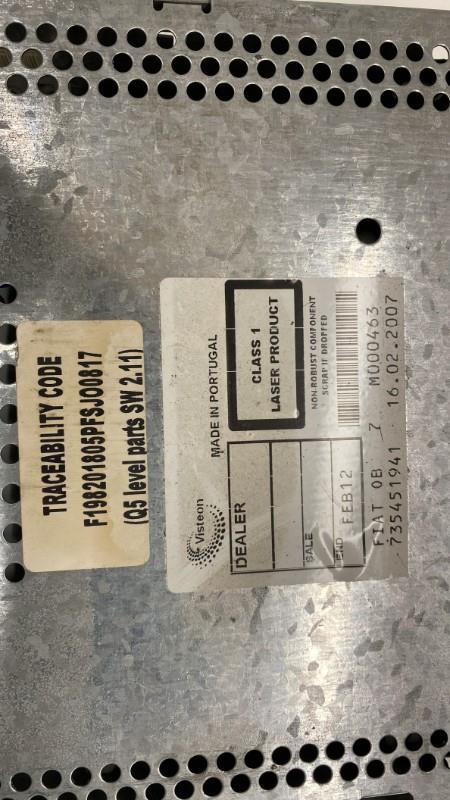 TRACEABILITY CODE
F198201805PFSJO0817
(Q5 level parts SW 2.11)
Visteon
MADE IN PORTUGAL
CLASS 1
LASER PRODUCT
NON-ROBUST COMPONENT
SCRAP IF DROPPED
DEALER
SALE
END FEB12
FIAT 0B 7 M000463
735451941 16.02.2007